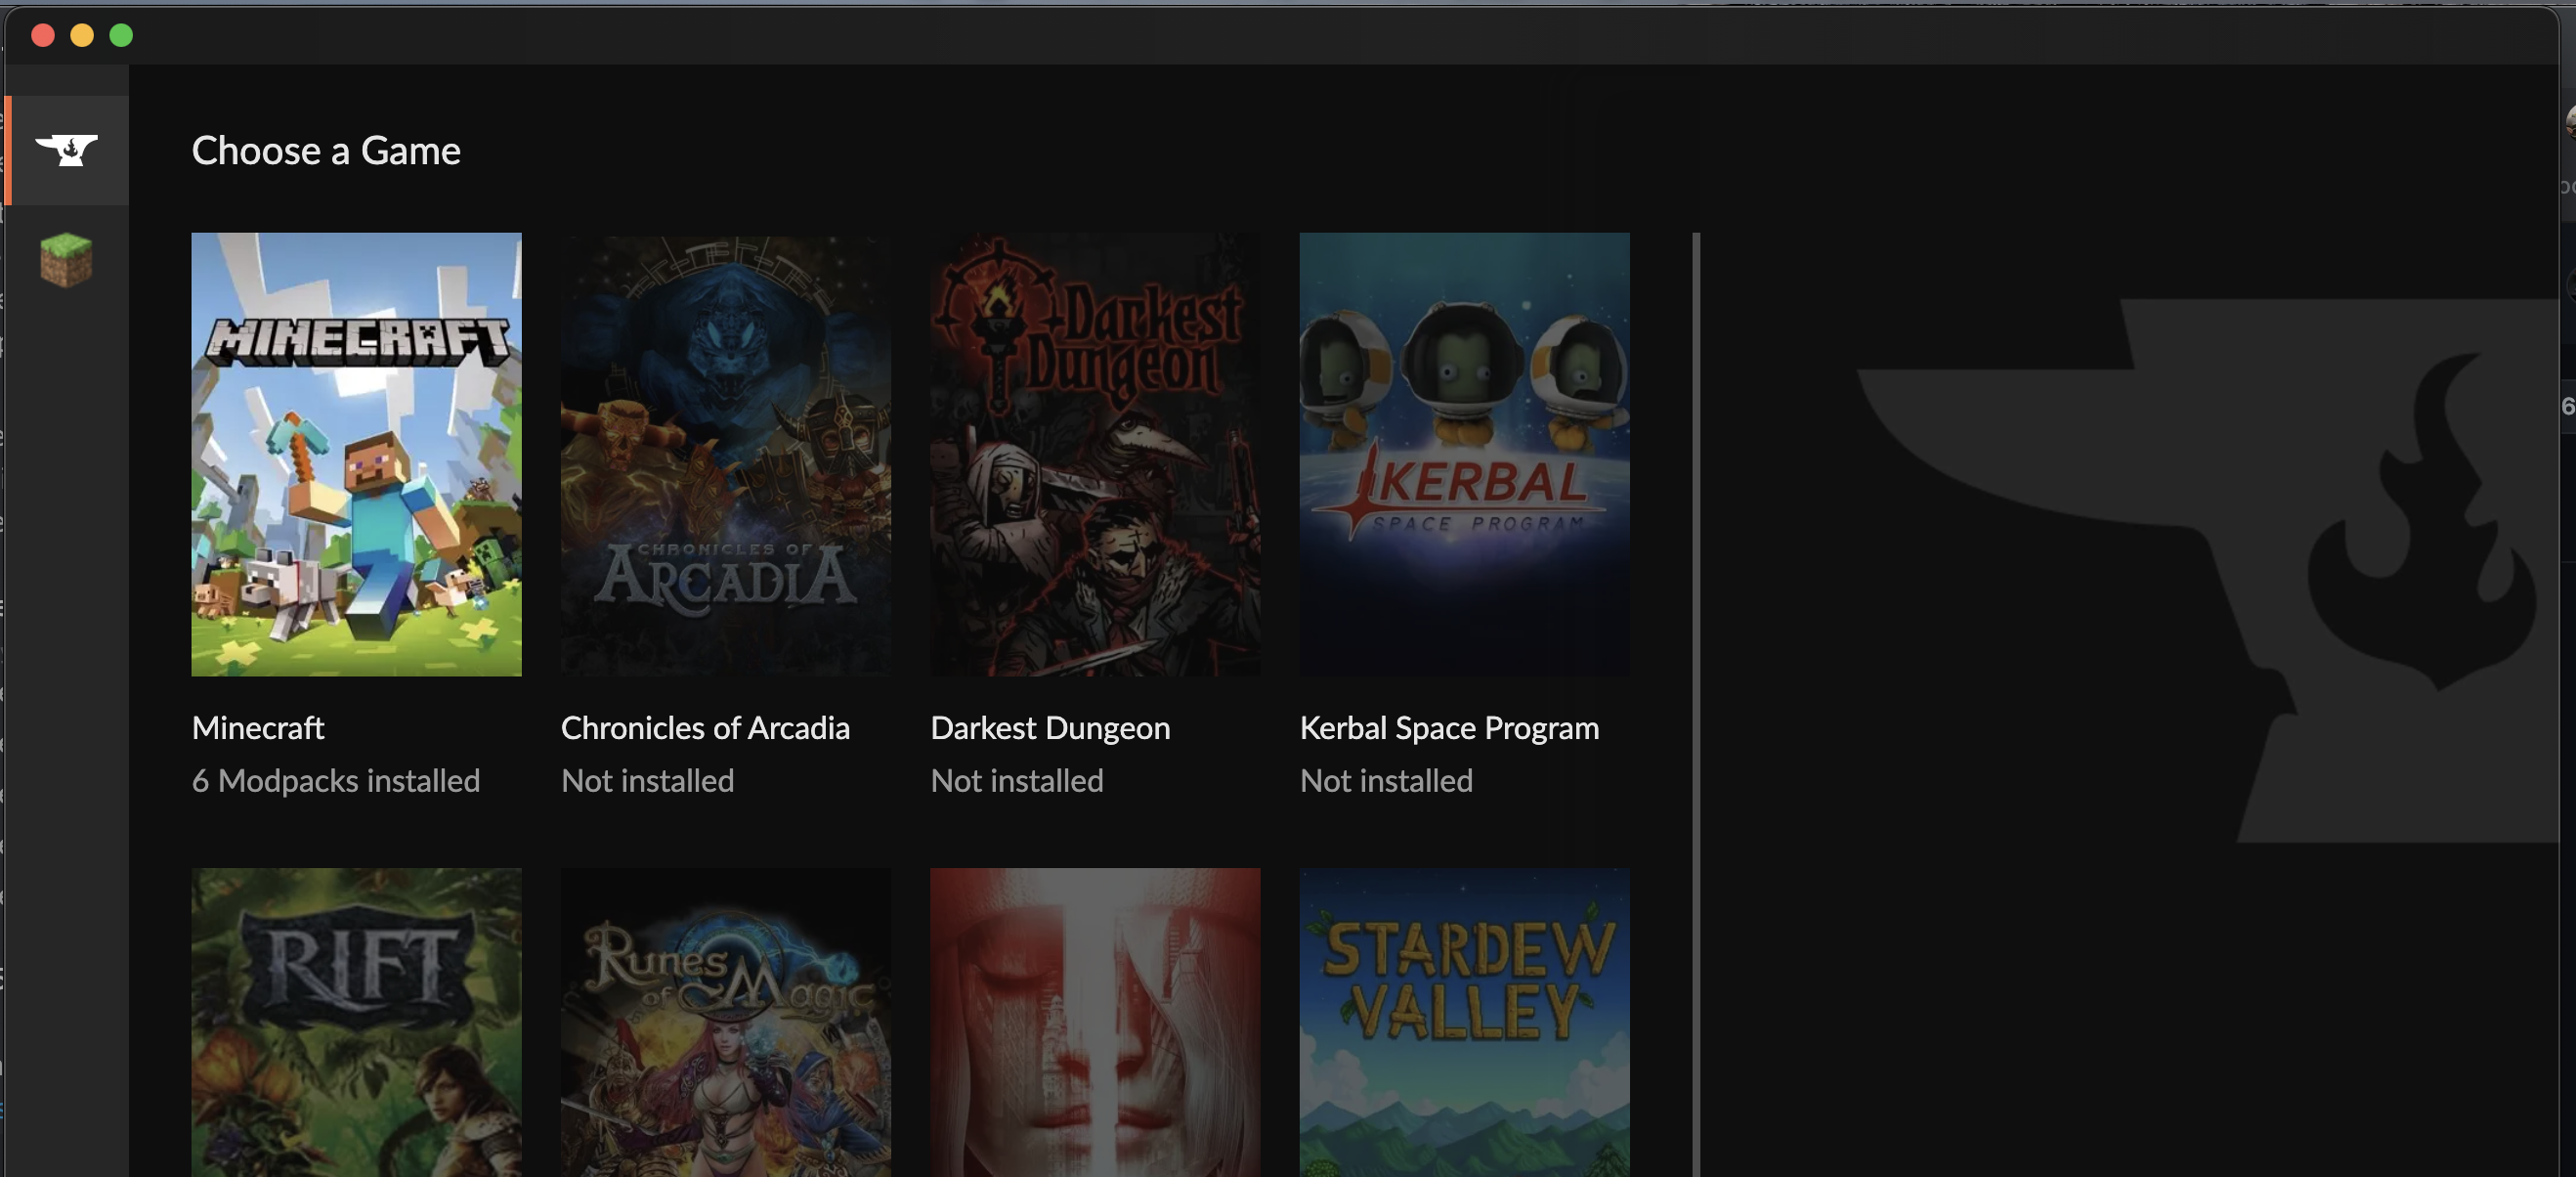 Choose a Game
MINECRAFT
CHRONICLES OF
ARCADIA
Darkest
Dungeon
KERBAL
SPACE PROGRAM
Minecraft
Chronicles of Arcadia
Darkest Dungeon
Kerbal Space Program
6 Modpacks installed
Not installed
Not installed
Not installed
RIFT
Runes
of Magic
STARDEW
VALLEY
6